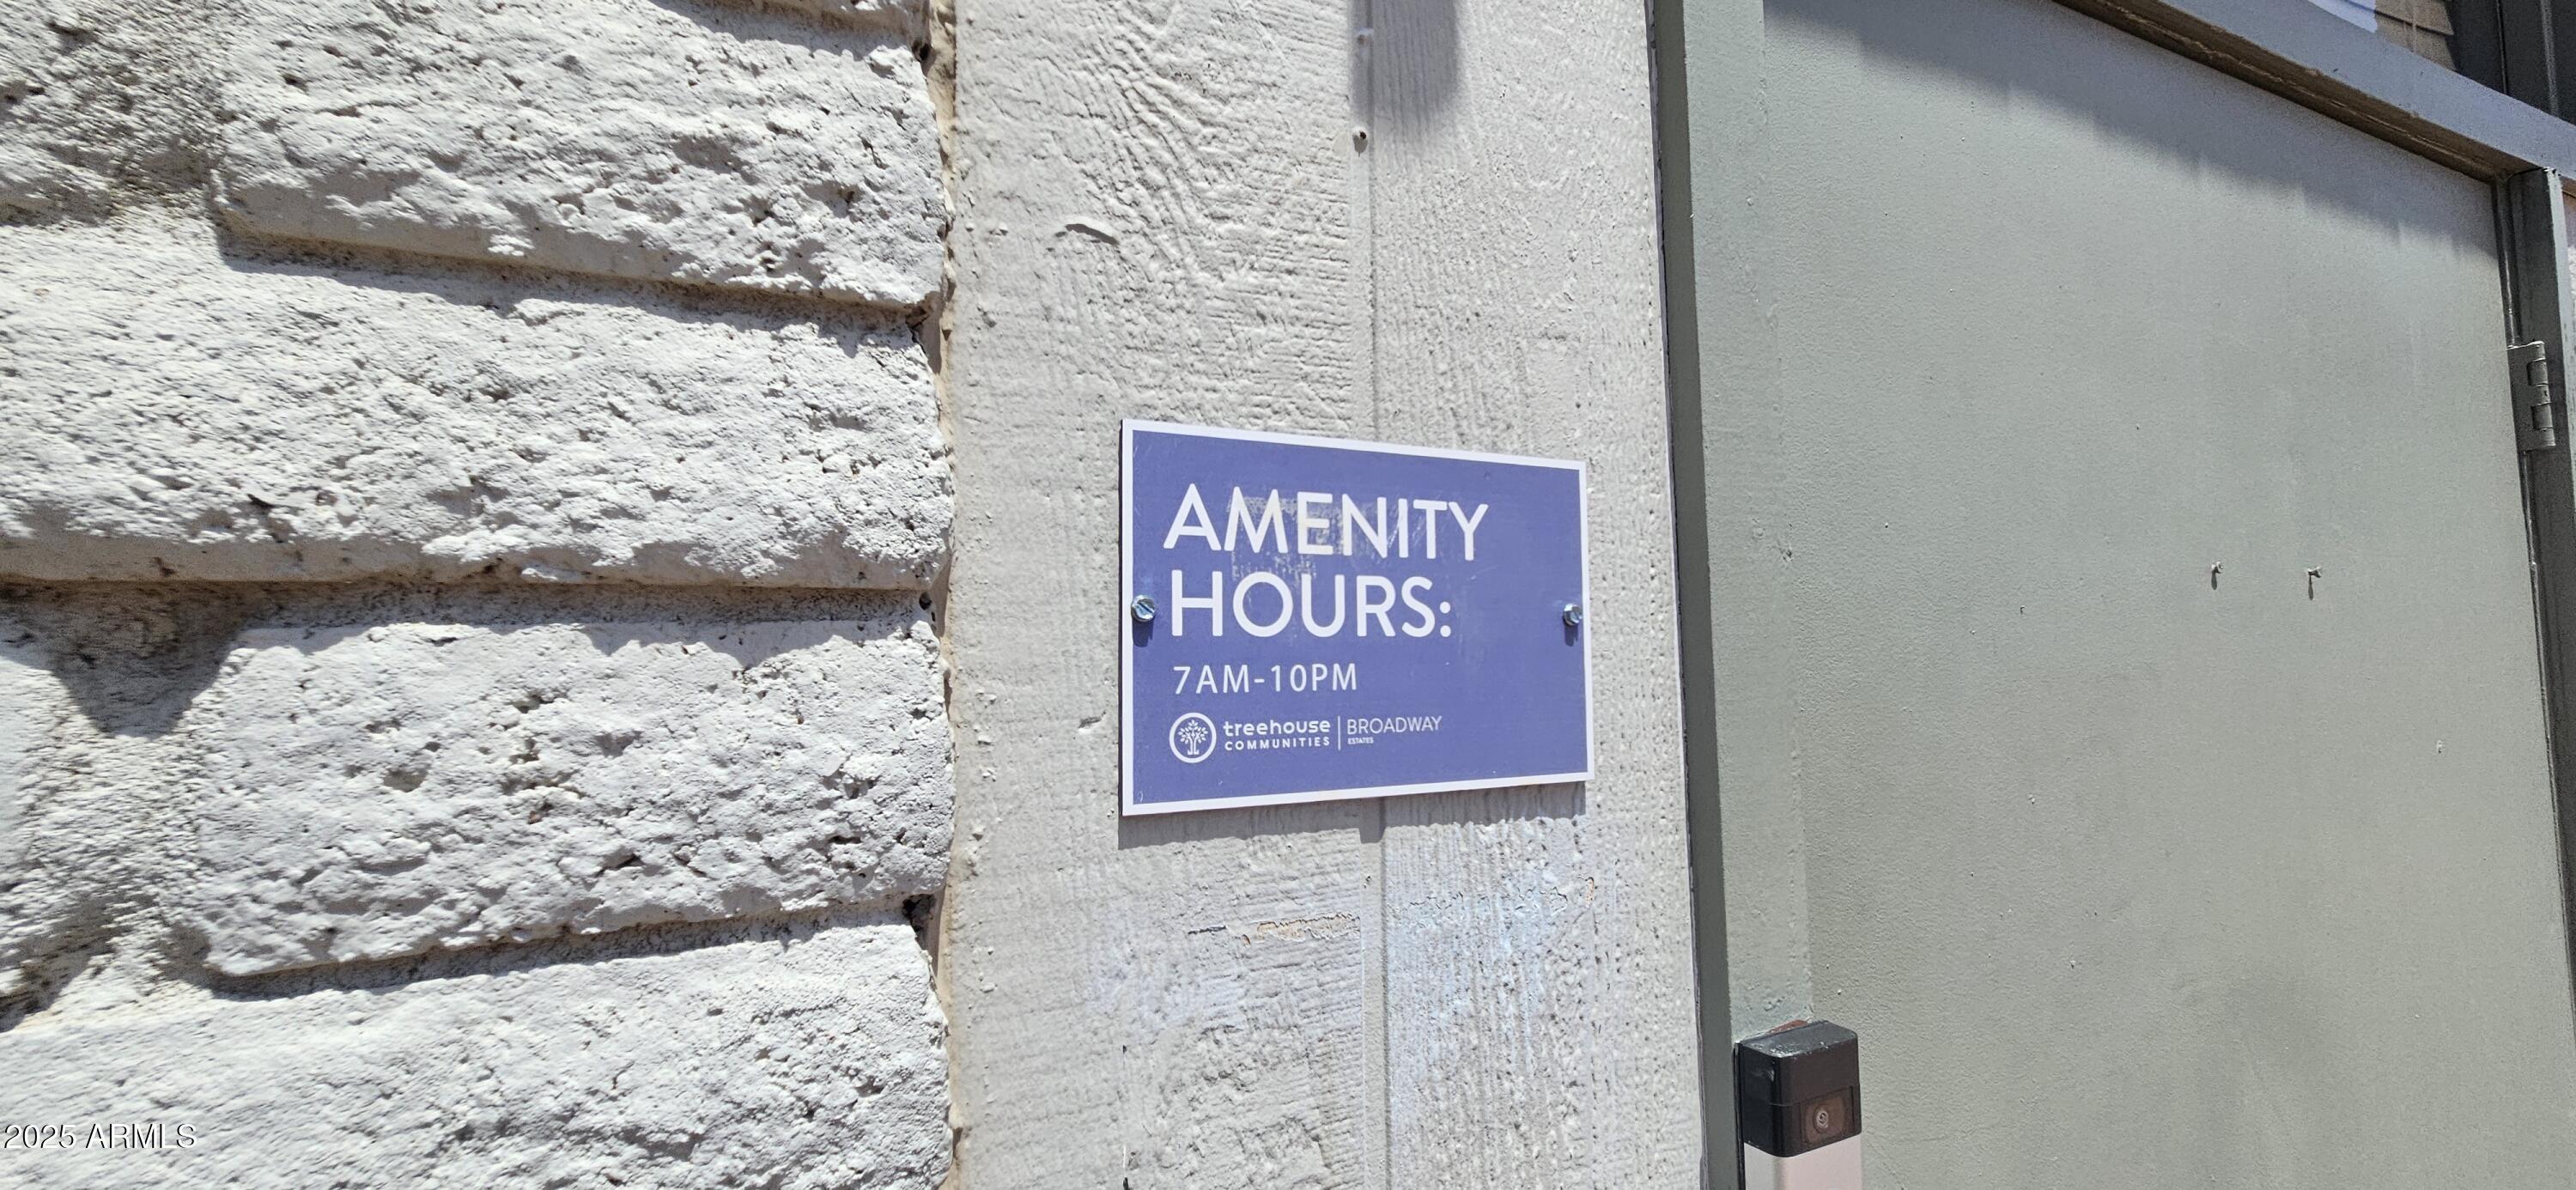 AMENITY
HOURS:
7AM-10PM
treehouse
COMMUNITIES
BROADWAY
ESTATES
2025 ARMLS